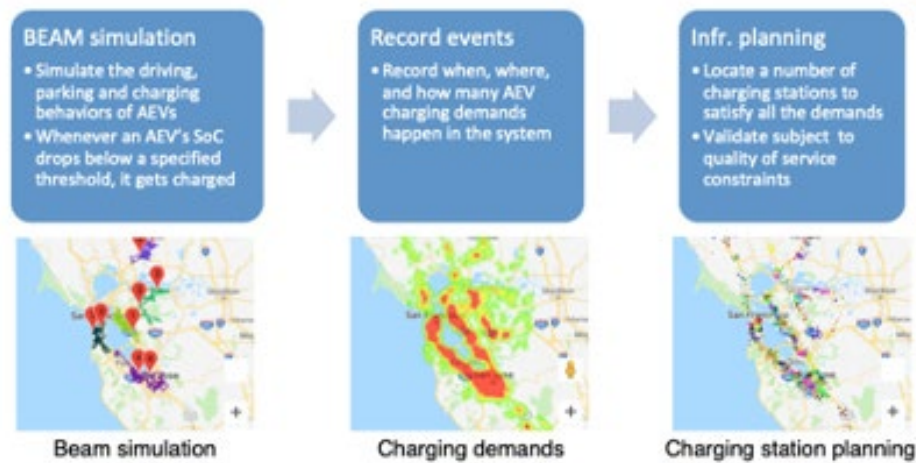 BEAM simulation
• Simulate the driving,
parking and charging
behaviors of AEVs
• Whenever an AEV's SoC
drops below a specified
threshold, it gets charged
Record events
• Record when, where,
and how many AEV
charging demands
happen in the system
Infr. planning
• Locate a number of
charging stations to
satisfy all the demands
• Validate subject to
quality of service
constraints
San Francisco
+
+
+
Beam simulation
Charging demands
Charging station planning